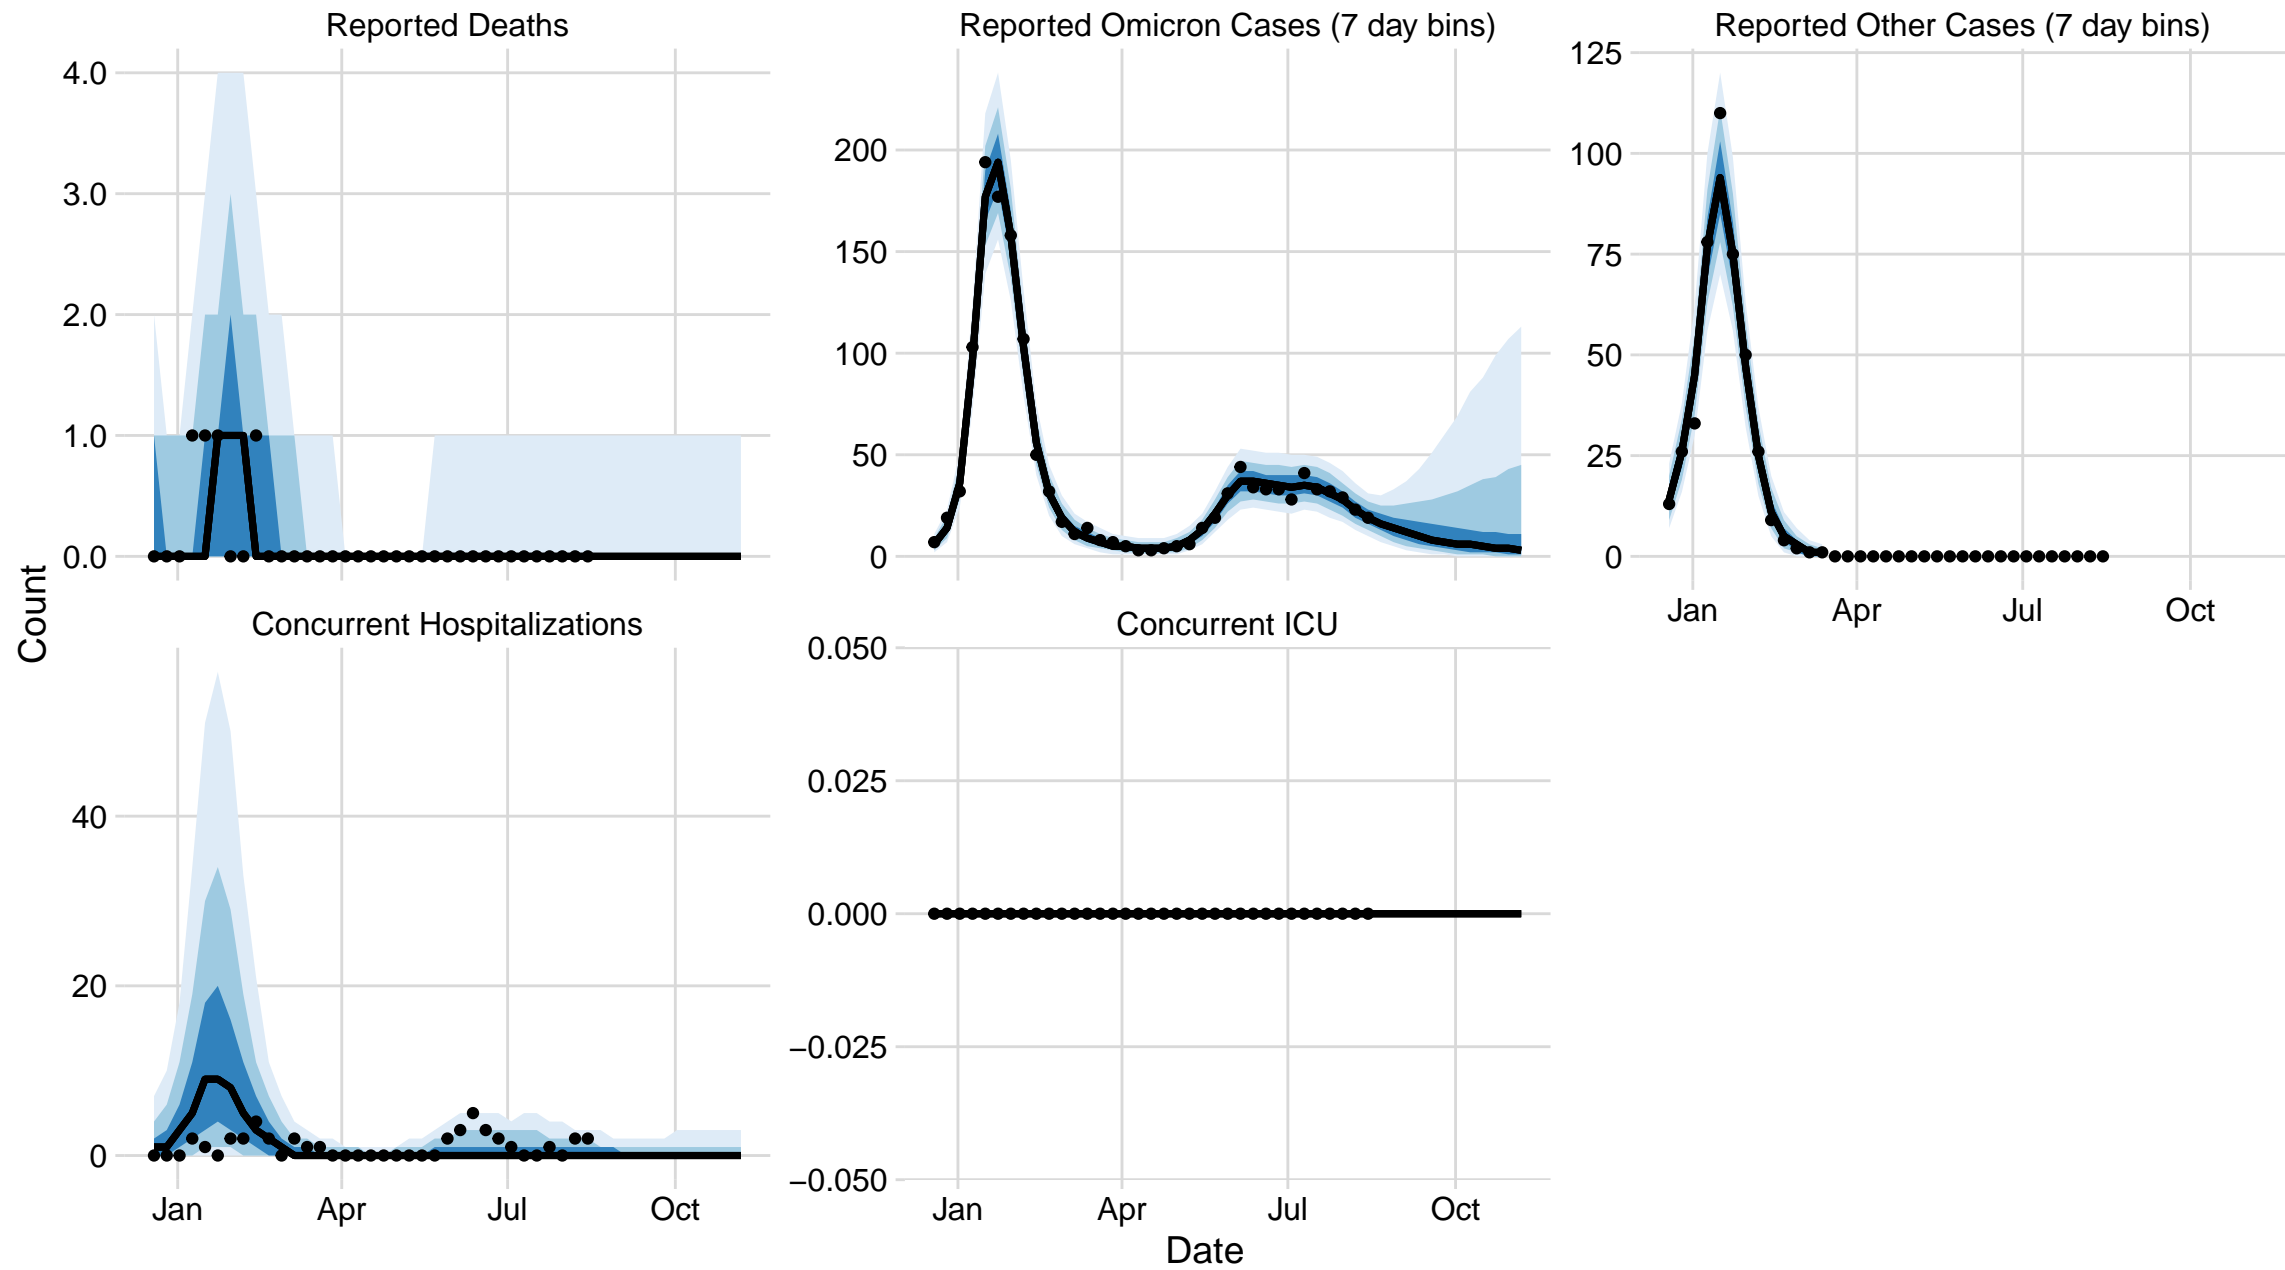 Reported Deaths
4.0
3.0
2.0
1.0
0.0
Reported Omicron Cases (7 day bins)
200
150
100
50
0
Reported Other Cases (7 day bins)
125
100
75
50
25
0
Jan Apr Jul Oct
Count
Concurrent Hospitalizations
40
20
0
Jan Apr Jul Oct
Concurrent ICU
0.050
0.025
0.000
−0.025
−0.050
Jan Apr Jul Oct
Date